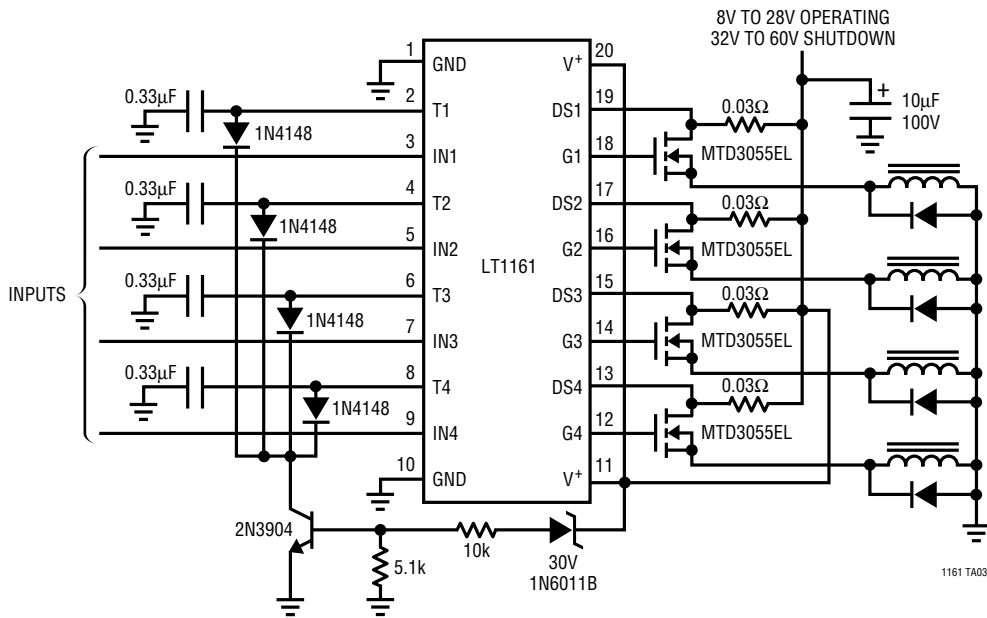 8V TO 28V OPERATING
32V TO 60V SHUTDOWN
1
GND
20
V+
0.33µF
2
T1
19
DS1
0.03Ω
+
10µF
100V
1N4148
3
IN1
18
G1
MTD3055EL
0.33µF
4
T2
17
DS2
0.03Ω
1N4148
5
IN2
16
G2
MTD3055EL
LT1161
INPUTS
0.33µF
6
T3
15
DS3
0.03Ω
1N4148
7
IN3
14
G3
MTD3055EL
0.33µF
8
T4
13
DS4
0.03Ω
1N4148
9
IN4
12
G4
MTD3055EL
10
GND
11
V+
2N3904
5.1k
10k
30V
1N6011B
1161 TA03